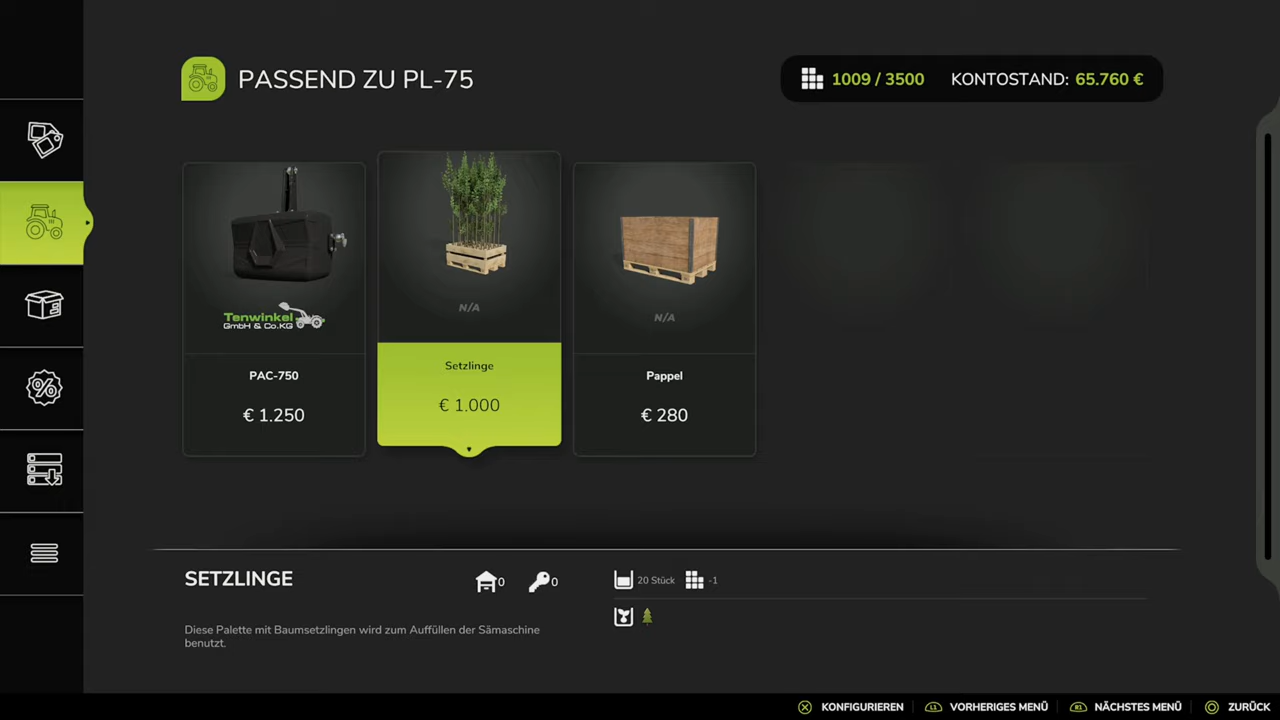 PASSEND ZU PL-75
1009 / 3500
KONTOSTAND: 65.760 €
Tenwinkel
GmbH & Co.KG
PAC-750
€ 1.250
N/A
Setzlinge
€ 1.000
N/A
Pappel
€ 280
SETZLINGE
0
0
20 Stück
-1
Diese Palette mit Baumsetzlingen wird zum Auffüllen der Sämaschine
benutzt.
KONFIGURIEREN
L1 VORHERIGES MENÜ
R1 NÄCHSTES MENÜ
ZURÜCK